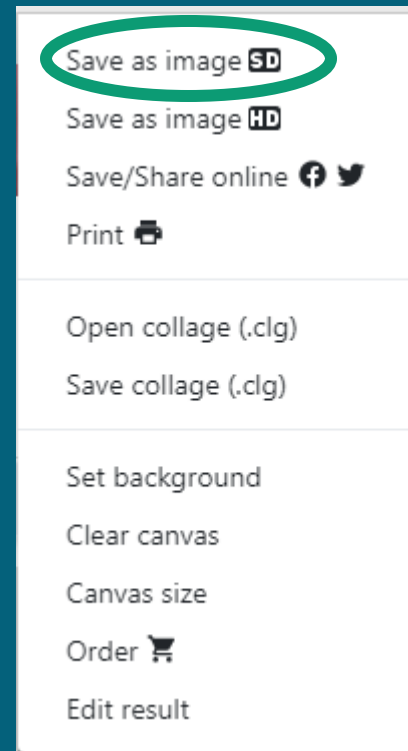 Save as image SD
Save as image HD
Save/Share online
Print
Open collage (.clg)
Save collage (.clg)
Set background
Clear canvas
Canvas size
Order
Edit result